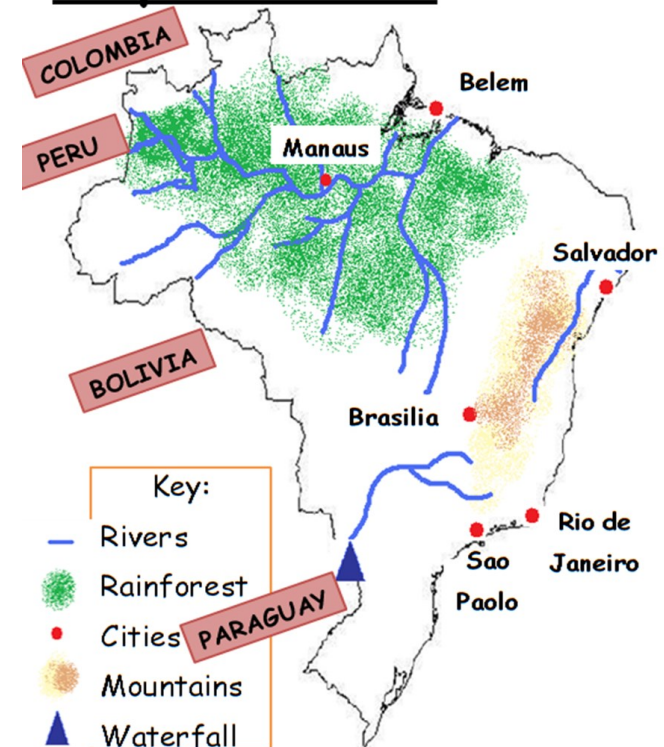 COLOMBIA
Belem
PERU
Manaus
Salvador
BOLIVIA
Brasilia
Key:
Rivers
Rio de
Janeiro
Sao
Paolo
Rainforest
Cities
PARAGUAY
Mountains
Waterfall